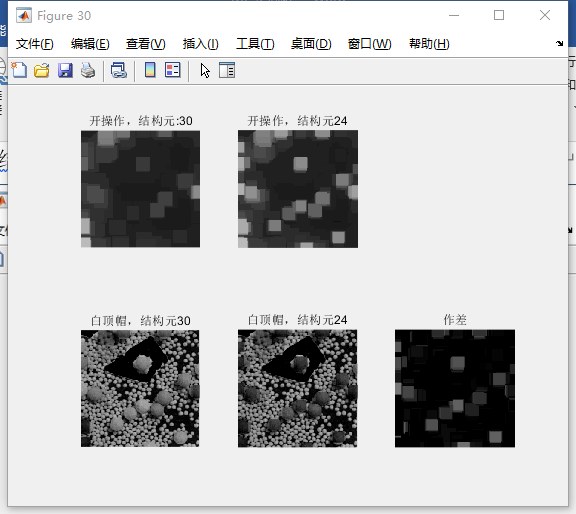 Figure 30
文件(F) 编辑(E) 查看(V) 插入(I) 工具(T) 桌面(D) 窗口(W) 帮助(H)
开操作，结构元:30
开操作，结构元24
白顶帽，结构元30
白顶帽，结构元24
作差